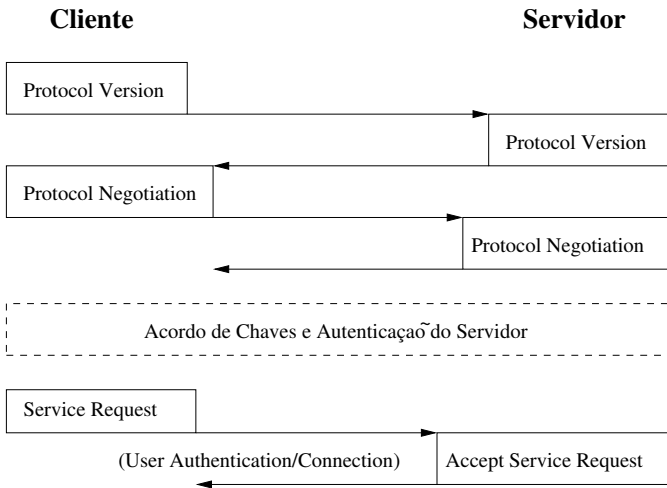 Cliente
Servidor
Protocol Version
Protocol Version
Protocol Negotiation
Protocol Negotiation
Acordo de Chaves e Autenticação do Servidor
Service Request
(User Authentication/Connection)
Accept Service Request